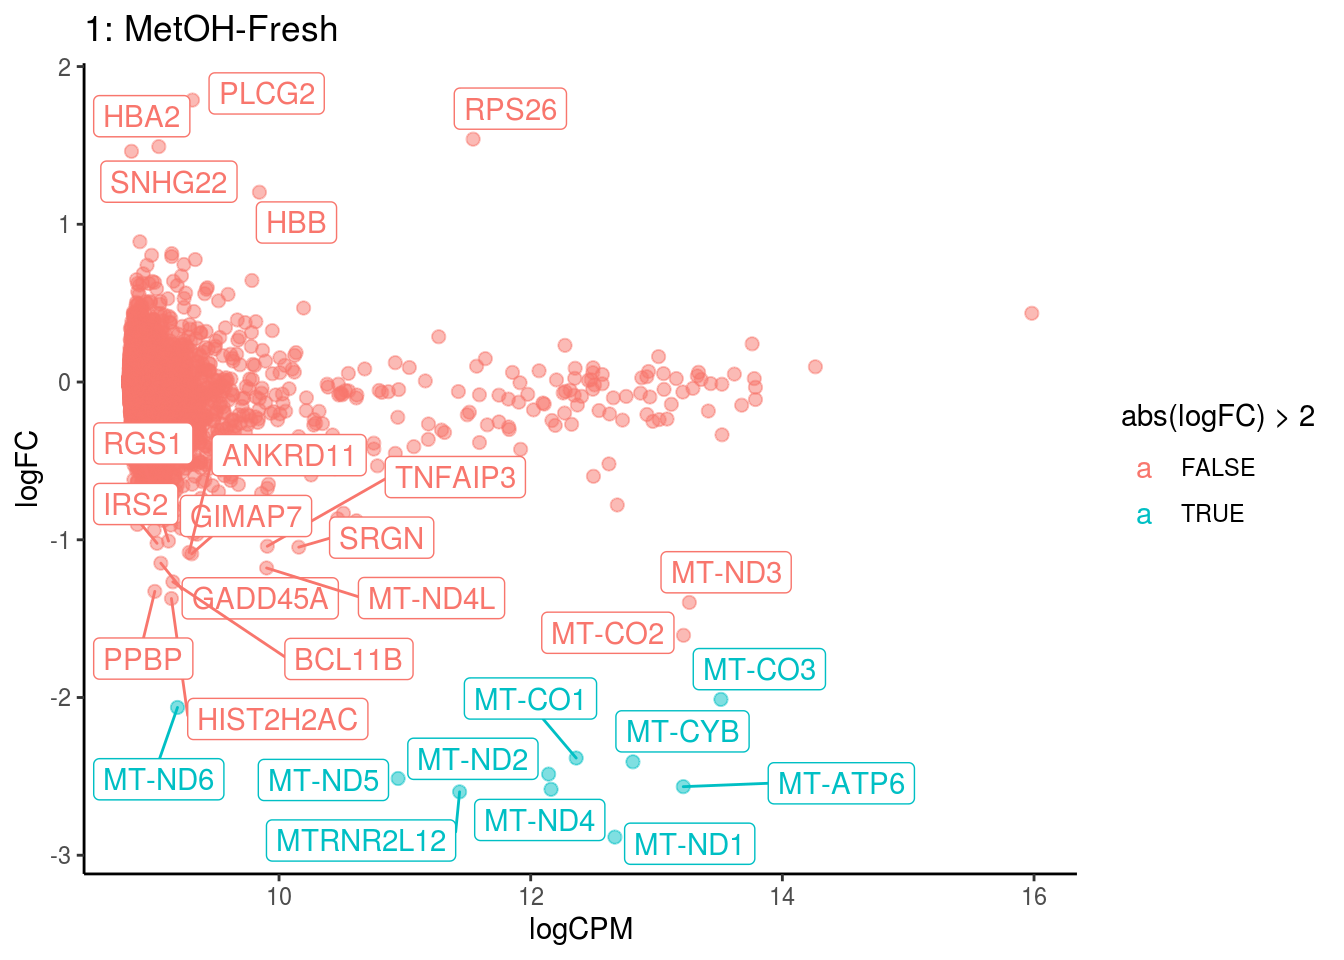 1: MetOH-Fresh
2
1
0
-1
-2
-3
logFC
PLCG2
HBA2
RPS26
SNHG22
HBB
RGS1
ANKRD11
TNFAIP3
IRS2
GIMAP7
SRGN
MT-ND3
GADD45A
MT-ND4L
MT-CO2
PPBP
BCL11B
MT-CO3
MT-CO1
HIST2H2AC
MT-CYB
MT-ND2
MT-ND6
MT-ND5
MT-ATP6
MT-ND4
MTRNR2L12
MT-ND1
10
12
14
16
logCPM
abs(logFC) > 2
a FALSE
a TRUE